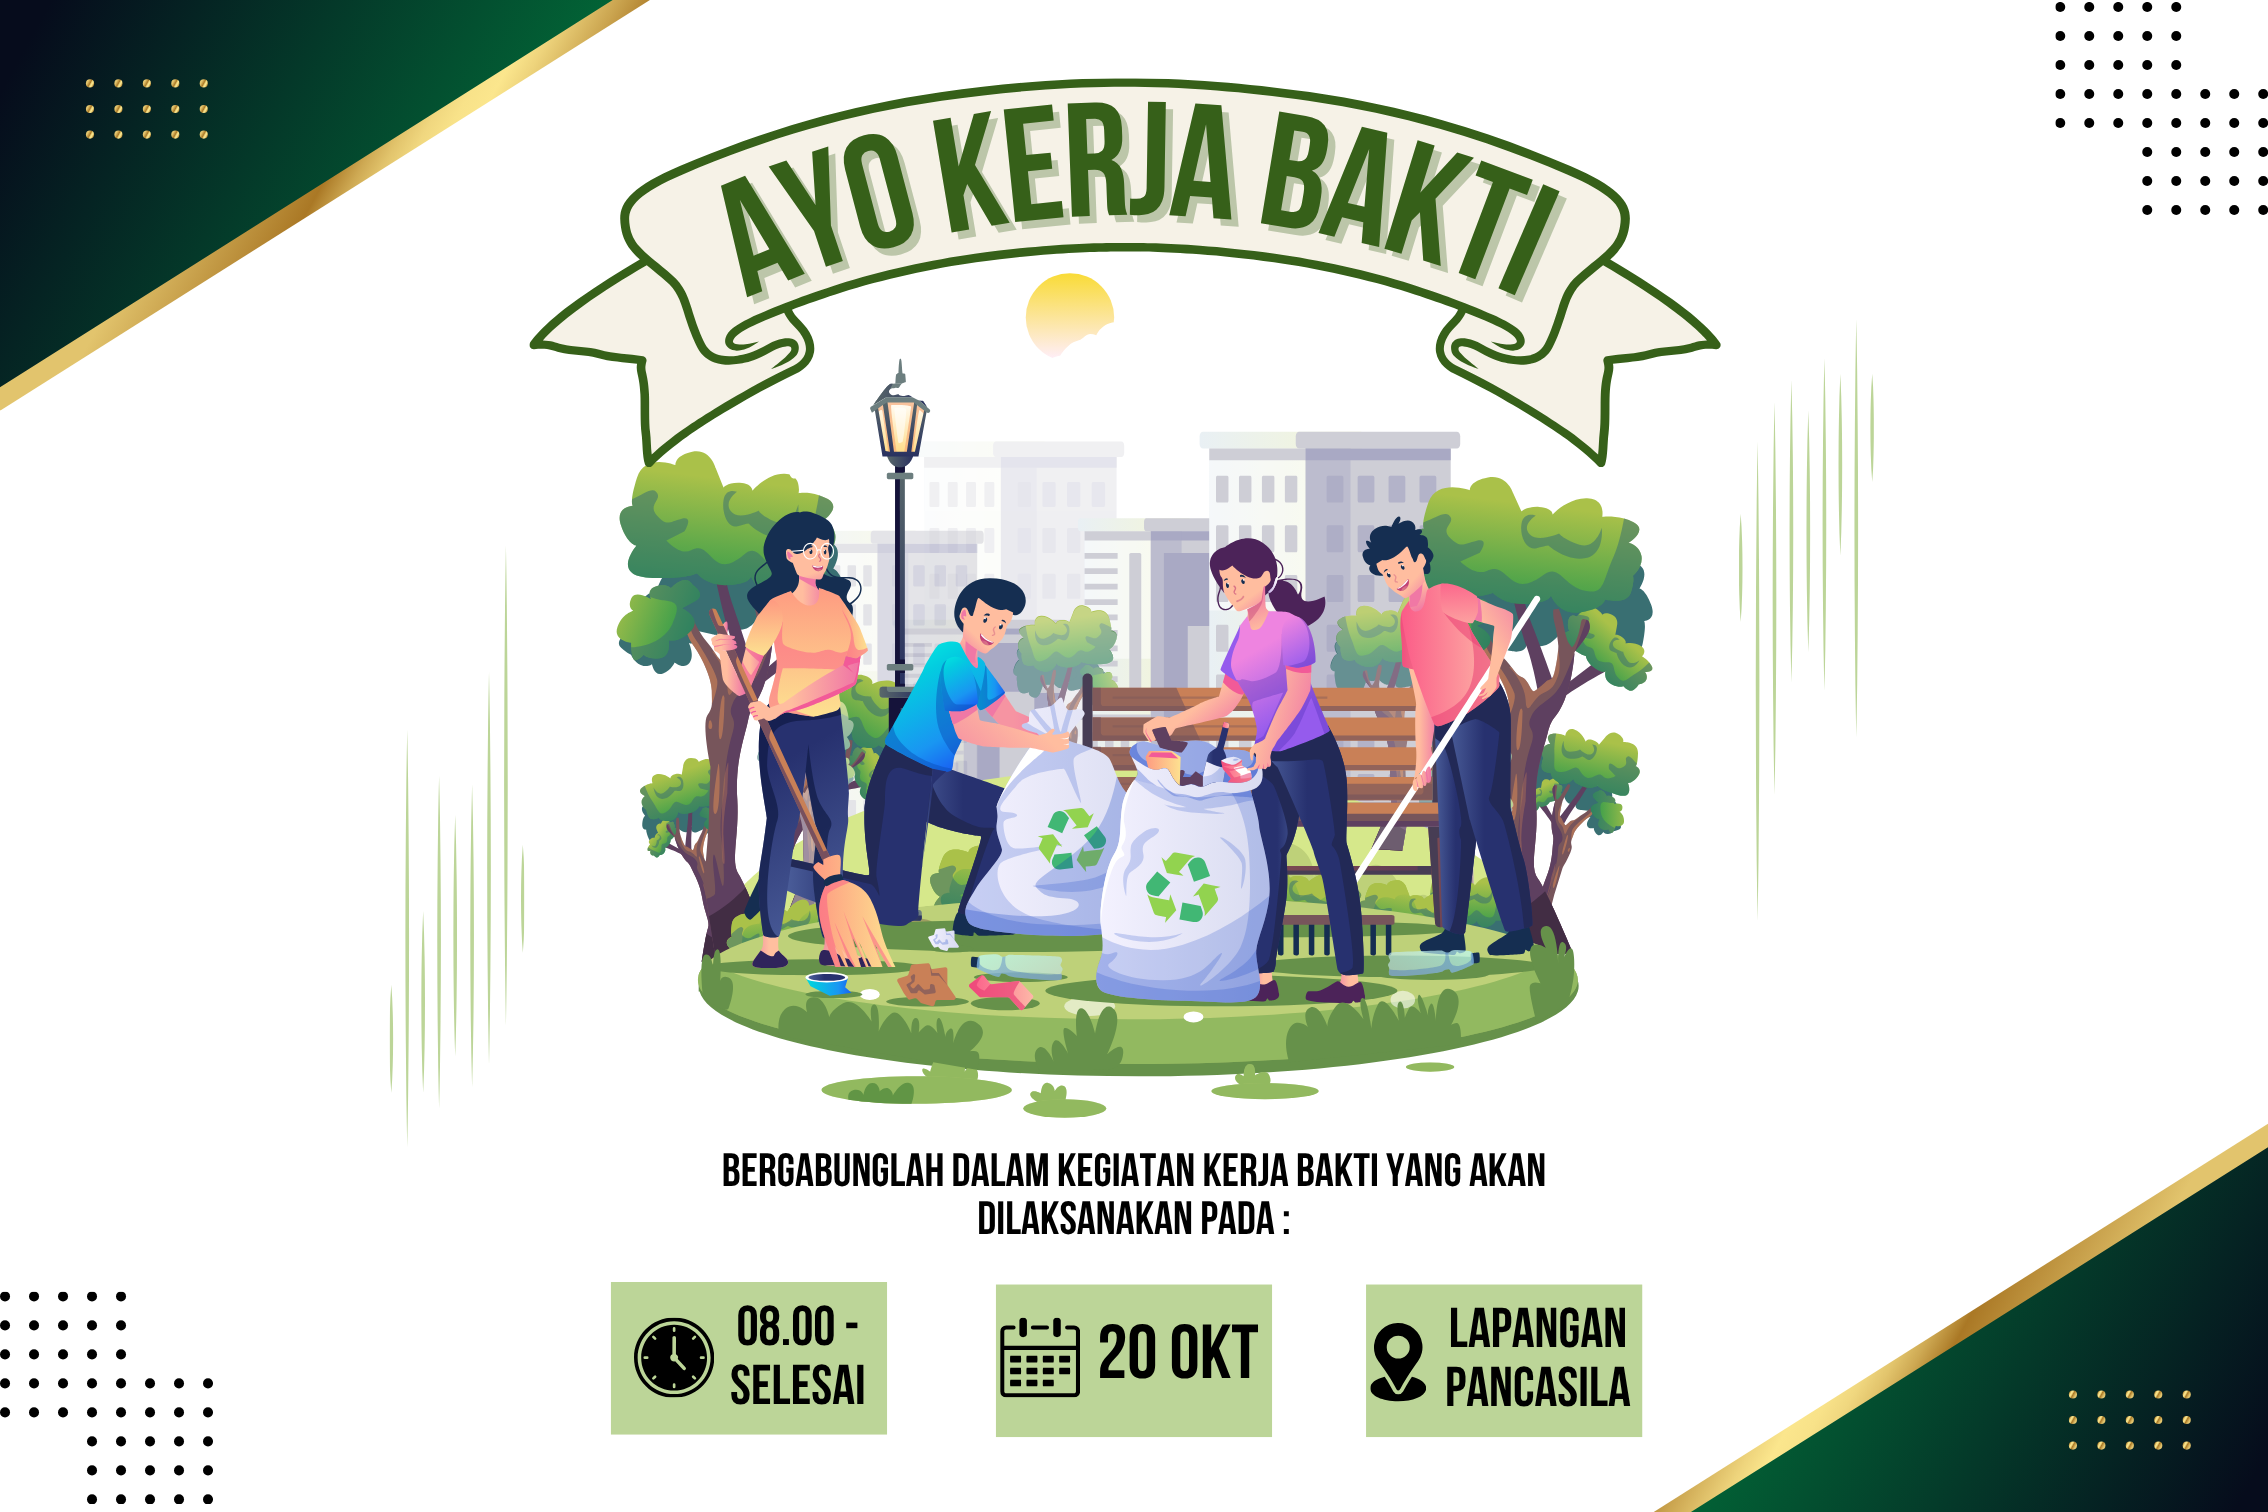 AYO KERJA BAKTI
BERGABUNGLAH DALAM KEGIATAN KERJA BAKTI YANG AKAN
DILAKSANAKAN PADA :
08.00 -
SELESAI
20 OKT
LAPANGAN
PANCASILA